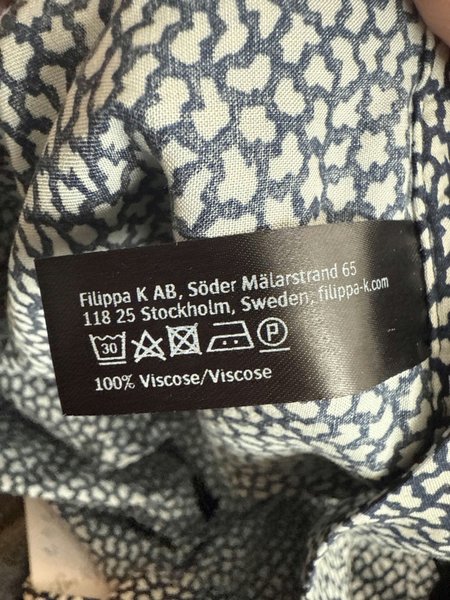 Filippa K AB, Söder Mälarstrand 65
118 25 Stockholm, Sweden, filippa-k.com
30 P
100% Viscose/Viscose